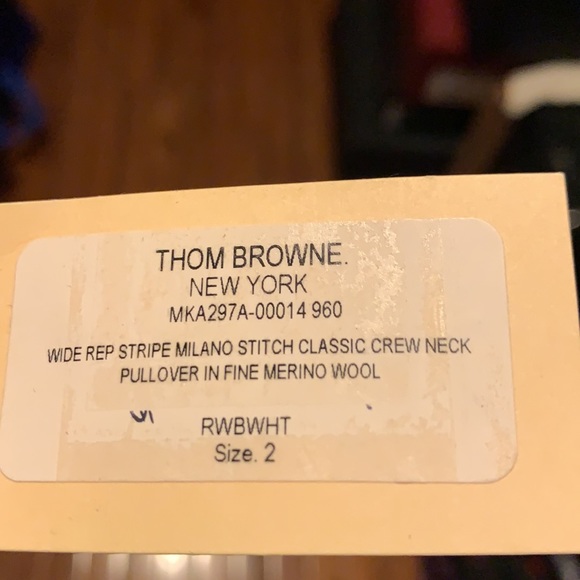 THOM BROWNE.
NEW YORK
MKA297A-00014 960
WIDE REP STRIPE MILANO STITCH CLASSIC CREW NECK
PULLOVER IN FINE MERINO WOOL
RWBWHT
Size. 2